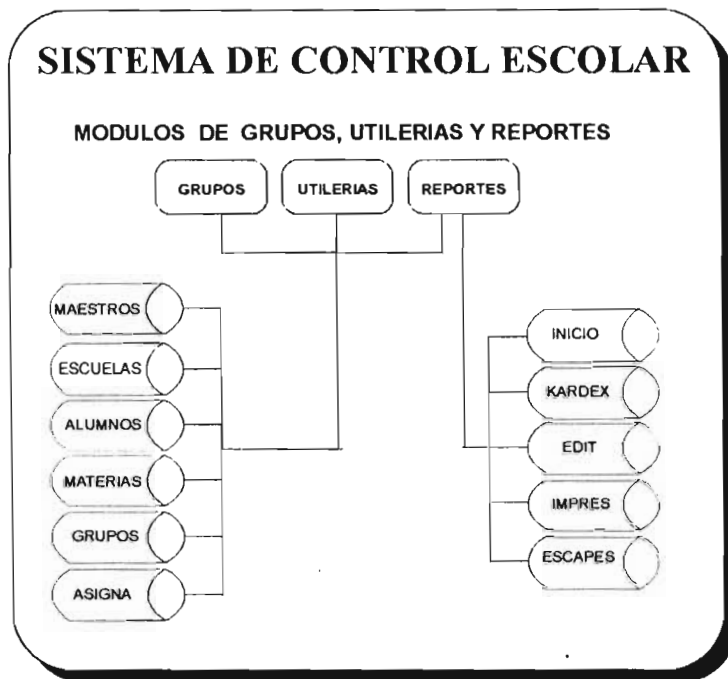 SISTEMA DE CONTROL ESCOLAR
MODULOS DE GRUPOS, UTILERIAS Y REPORTES
GRUPOS
UTILERIAS
REPORTES
MAESTROS
ESCUELAS
ALUMNOS
MATERIAS
GRUPOS
ASIGNA
INICIO
KARDEX
EDIT
IMPRES
ESCAPES